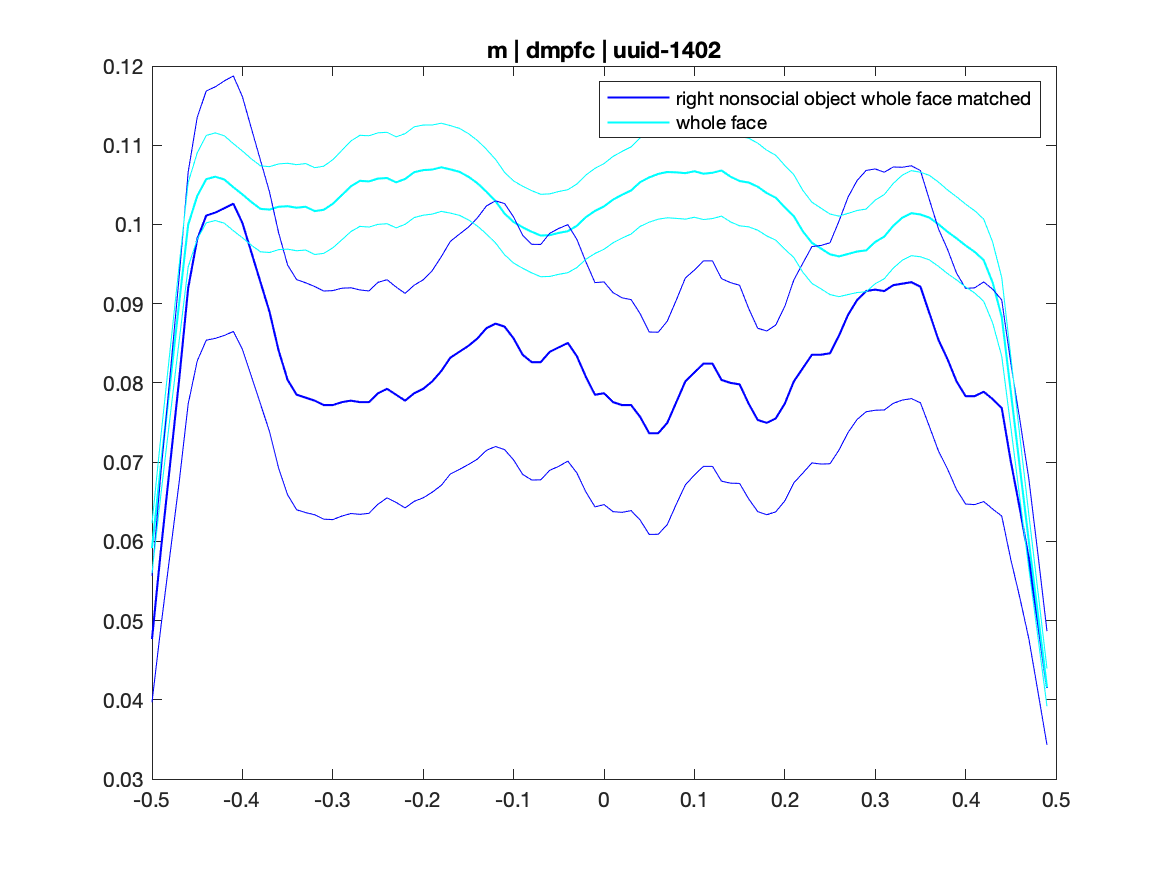 m | dmpfc | uuid-1402
right nonsocial object whole face matched
whole face
0.12
0.11
0.1
0.09
0.08
0.07
0.06
0.05
0.04
0.03
-0.5 -0.4 -0.3 -0.2 -0.1 0 0.1 0.2 0.3 0.4 0.5